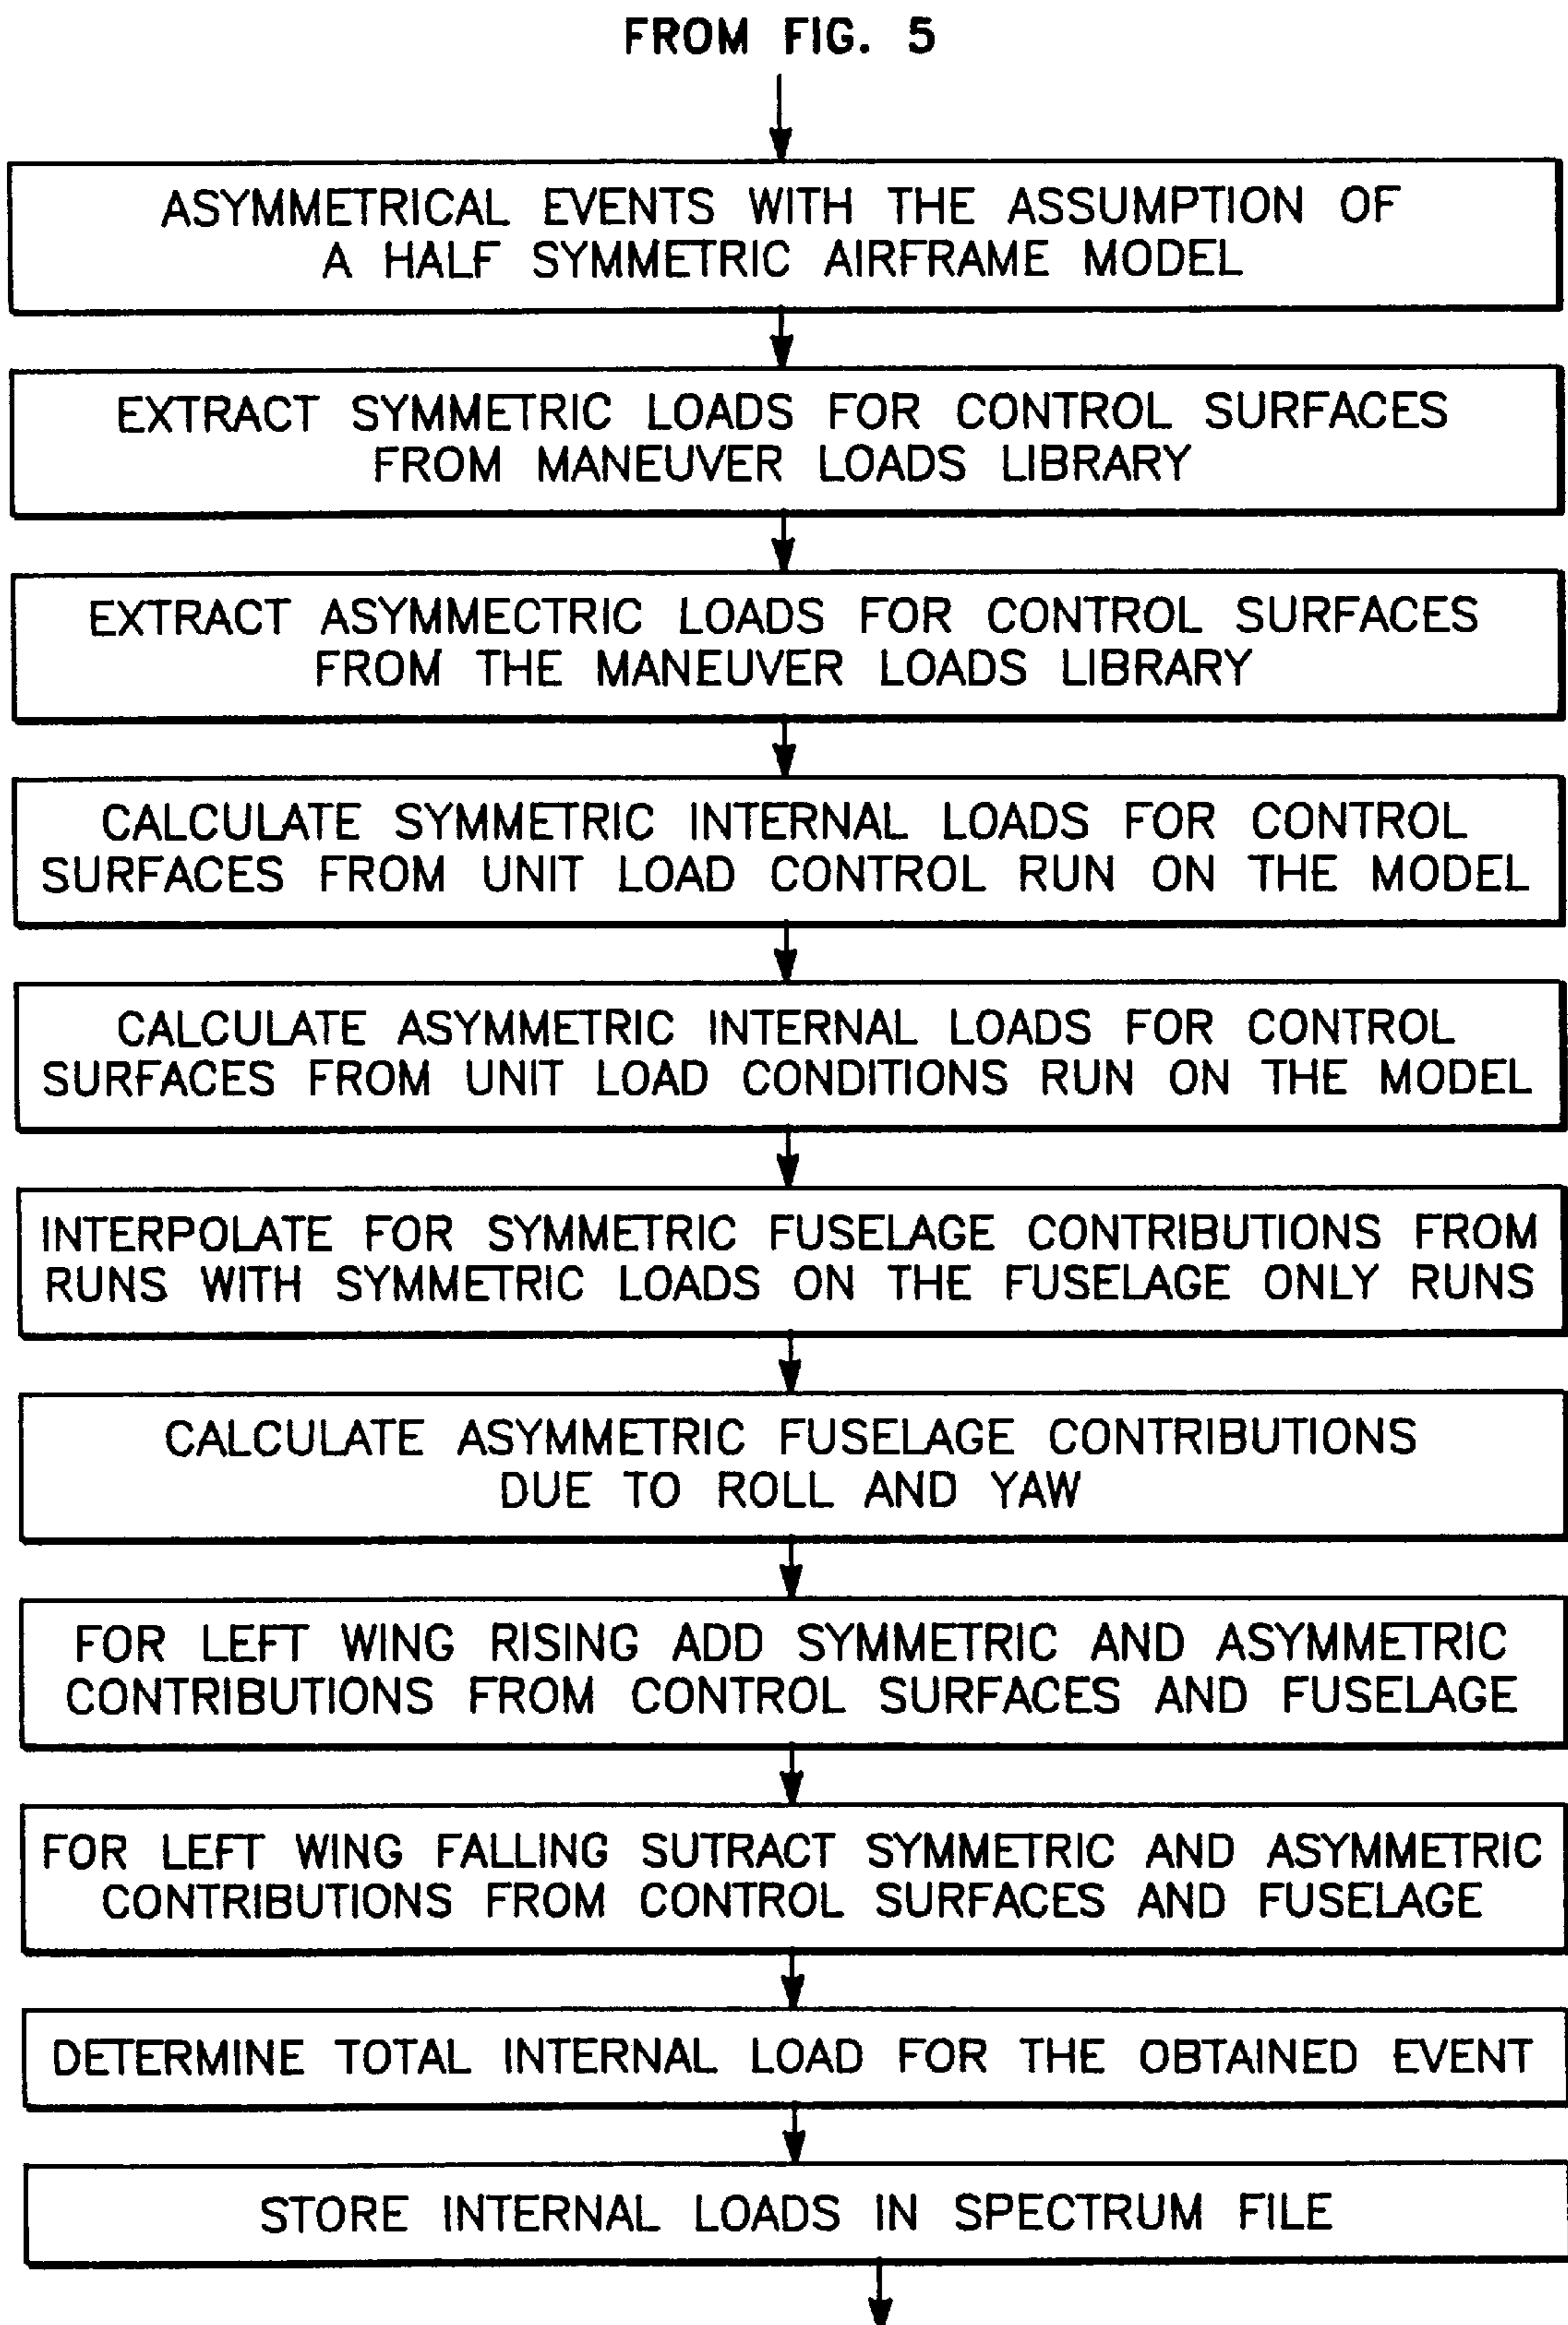 FROM FIG. 5
ASYMMETRICAL EVENTS WITH THE ASSUMPTION OF
A HALF SYMMETRIC AIRFRAME MODEL
EXTRACT SYMMETRIC LOADS FOR CONTROL SURFACES
FROM MANEUVER LOADS LIBRARY
EXTRACT ASYMMECTRIC LOADS FOR CONTROL SURFACES
FROM THE MANEUVER LOADS LIBRARY
CALCULATE SYMMETRIC INTERNAL LOADS FOR CONTROL
SURFACES FROM UNIT LOAD CONTROL RUN ON THE MODEL
CALCULATE ASYMMETRIC INTERNAL LOADS FOR CONTROL
SURFACES FROM UNIT LOAD CONDITIONS RUN ON THE MODEL
INTERPOLATE FOR SYMMETRIC FUSELAGE CONTRIBUTIONS FROM
RUNS WITH SYMMETRIC LOADS ON THE FUSELAGE ONLY RUNS
CALCULATE ASYMMETRIC FUSELAGE CONTRIBUTIONS
DUE TO ROLL AND YAW
FOR LEFT WING RISING ADD SYMMETRIC AND ASYMMETRIC
CONTRIBUTIONS FROM CONTROL SURFACES AND FUSELAGE
FOR LEFT WING FALLING SUTRACT SYMMETRIC AND ASYMMETRIC
CONTRIBUTIONS FROM CONTROL SURFACES AND FUSELAGE
DETERMINE TOTAL INTERNAL LOAD FOR THE OBTAINED EVENT
STORE INTERNAL LOADS IN SPECTRUM FILE